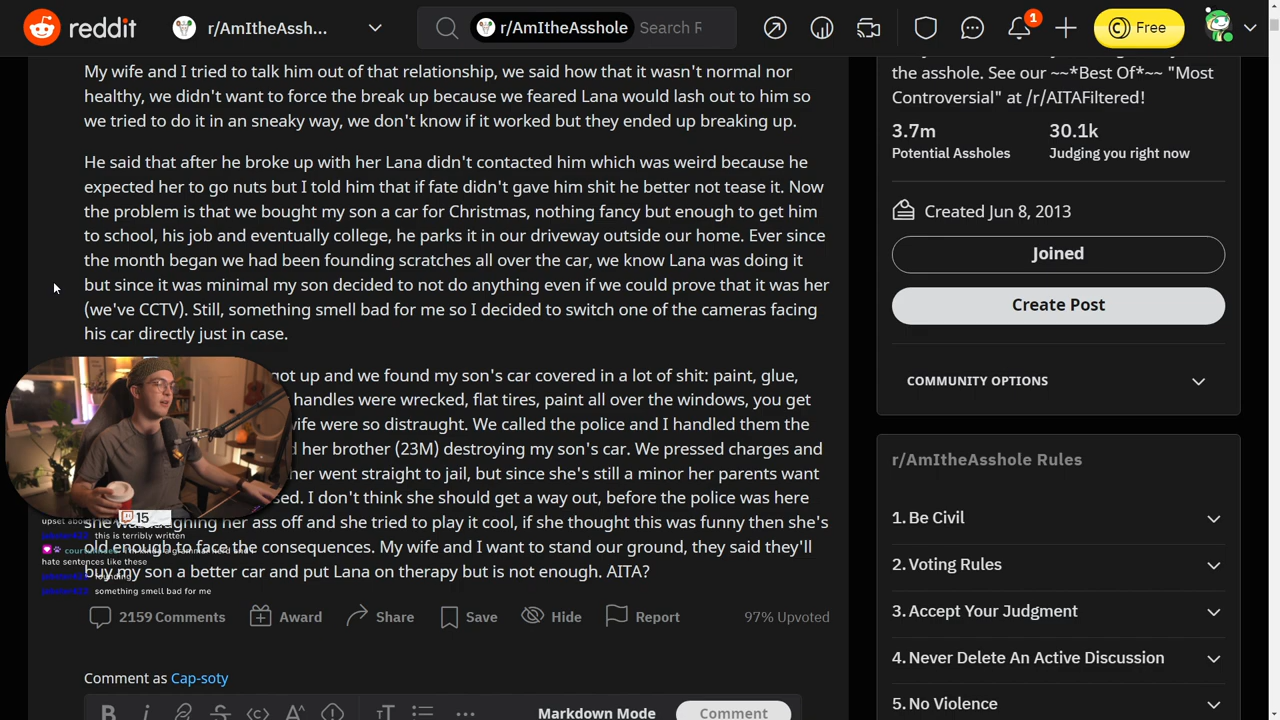 reddit
r/AmItheAssh...
r/AmItheAsshole
Search R
1
Free
My wife and I tried to talk him out of that relationship, we said how that it wasn't normal nor
healthy, we didn't want to force the break up because we feared Lana would lash out to him so
we tried to do it in an sneaky way, we don't know if it worked but they ended up breaking up.
He said that after he broke up with her Lana didn't contacted him which was weird because he
expected her to go nuts but I told him that if fate didn't gave him shit he better not tease it. Now
the problem is that we bought my son a car for Christmas, nothing fancy but enough to get him
to school, his job and eventually college, he parks it in our driveway outside our home. Ever since
the month began we had been founding scratches all over the car, we know Lana was doing it
but since it was minimal my son decided to not do anything even if we could prove that it was her
(we've CCTV). Still, something smell bad for me so I decided to switch one of the cameras facing
his car directly just in case.
got up and we found my son's car covered in a lot of shit: paint, glue,
handles were wrecked, flat tires, paint all over the windows, you get
ife were so distraught. We called the police and I handled them the
d her brother (23M) destroying my son's car. We pressed charges and
her went straight to jail, but since she's still a minor her parents want
sed. I don't think she should get a way out, before the police was here
her ass off and she tried to play it cool, if she thought this was funny then she's
old enough to face the consequences. My wife and I want to stand our ground, they said they'll
buy my son a better car and put Lana on therapy but is not enough. AITA?
15
this is terribly written
hate sentences like these
something smell bad for me
2159 Comments
Award
Share
Save
Hide
Report
97% Upvoted
Comment as Cap-soty
B
i
Markdown Mode
Comment
the asshole. See our ~~*Best Of*~~ "Most
Controversial" at /r/AITAFiltered!
3.7m
30.1k
Potential Assholes
Judging you right now
Created Jun 8, 2013
Joined
Create Post
COMMUNITY OPTIONS
r/AmItheAsshole Rules
1. Be Civil
2. Voting Rules
3. Accept Your Judgment
4. Never Delete An Active Discussion
5. No Violence